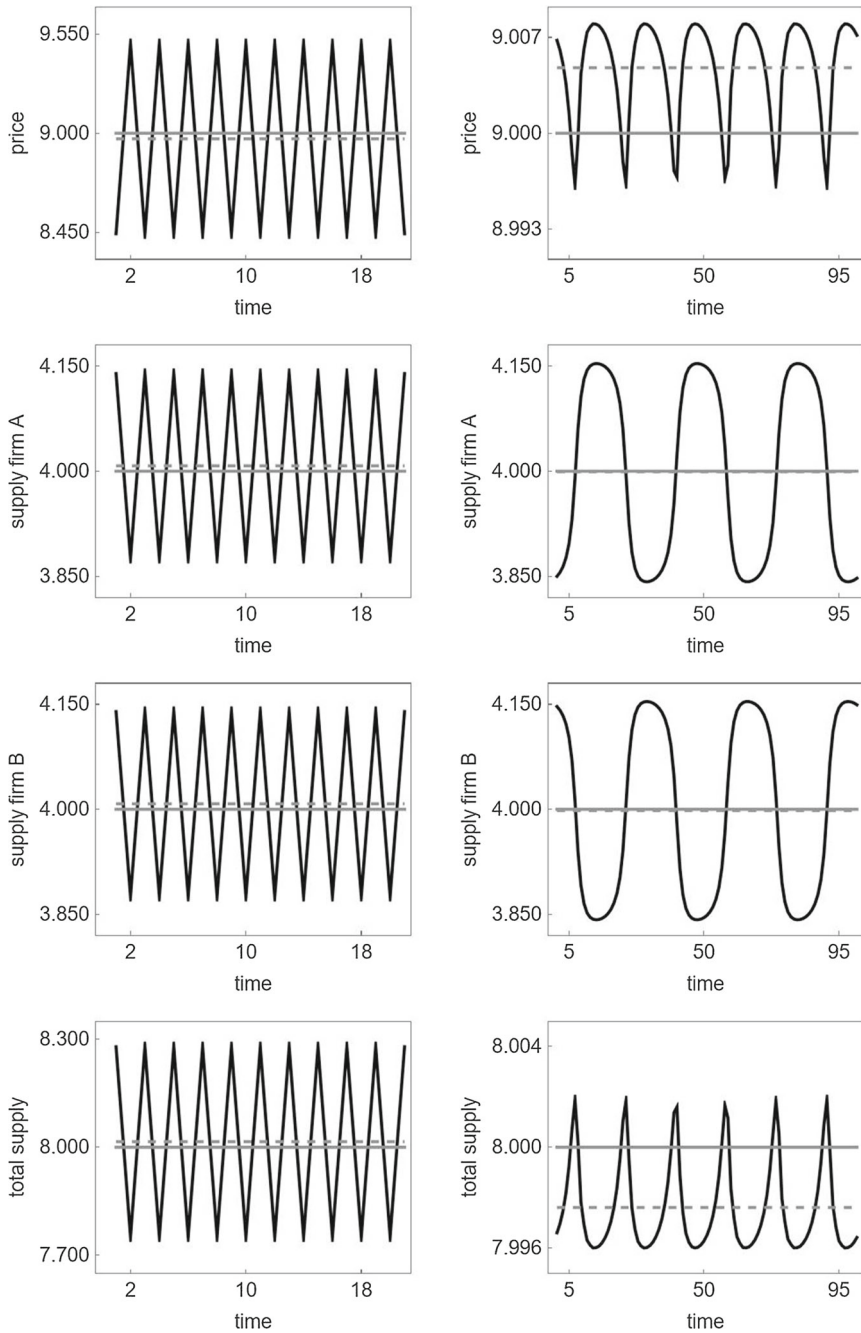 9.550
9.000
8.450
price
2 10 18
time
9.007
9.000
8.993
price
5 50 95
time
4.150
4.000
3.850
supply firm A
2 10 18
time
4.150
4.000
3.850
supply firm A
5 50 95
time
4.150
4.000
3.850
supply firm B
2 10 18
time
4.150
4.000
3.850
supply firm B
5 50 95
time
8.300
8.000
7.700
total supply
2 10 18
time
8.004
8.000
7.996
total supply
5 50 95
time